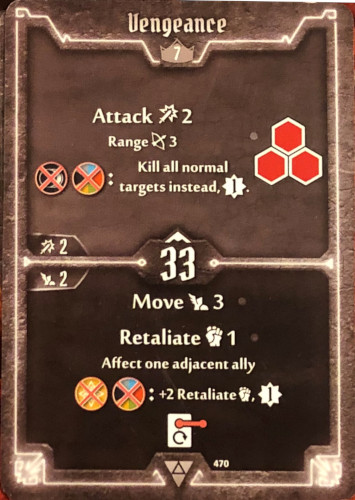 Vengeance
7
Attack 2
Range 3
: Kill all normal
targets instead, 1.
2
33
2
Move 3
Retaliate 1
Affect one adjacent ally
: +2 Retaliate , 1
470